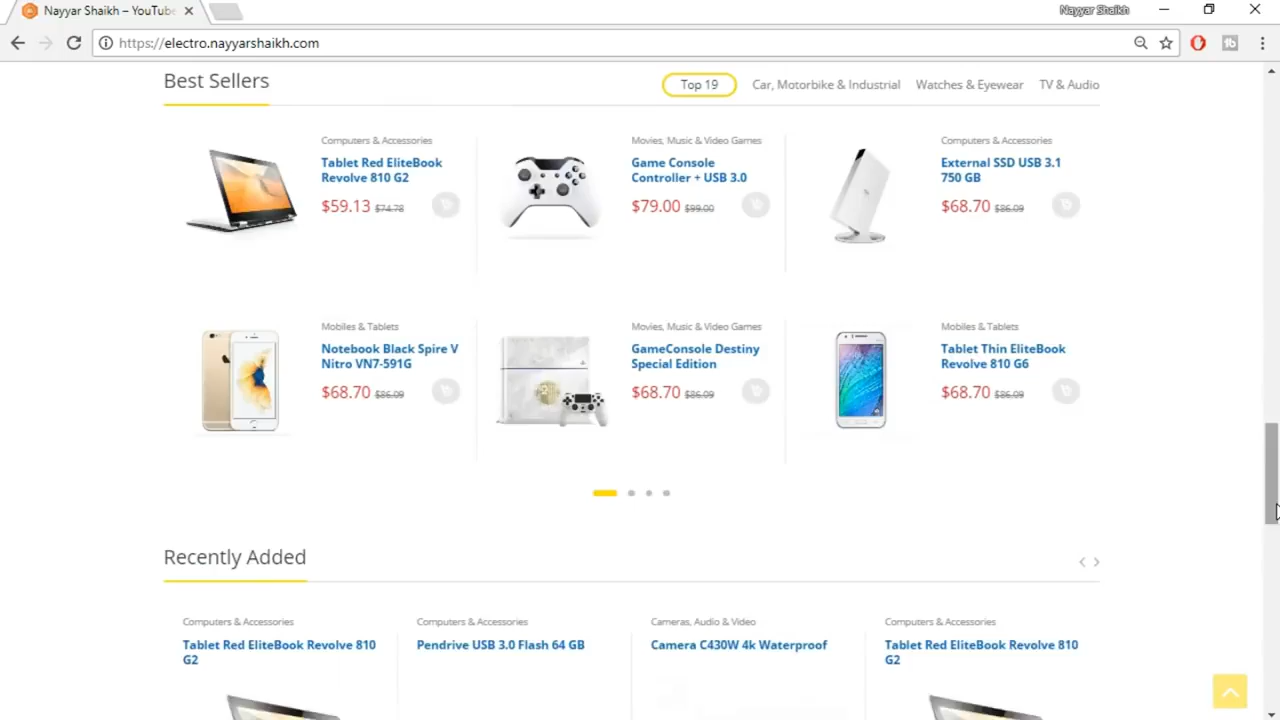 Nayyar Shaikh – YouTube
Nayyar Shaikh
https://electro.nayyarshaikh.com
Best Sellers
Top 19
Car, Motorbike & Industrial
Watches & Eyewear
TV & Audio
Computers & Accessories
Tablet Red EliteBook
Revolve 810 G2
$59.13 $74.78
Movies, Music & Video Games
Game Console
Controller + USB 3.0
$79.00 $99.00
Computers & Accessories
External SSD USB 3.1
750 GB
$68.70 $86.09
Mobiles & Tablets
Notebook Black Spire V
Nitro VN7-591G
$68.70 $86.09
Movies, Music & Video Games
GameConsole Destiny
Special Edition
$68.70 $86.09
Mobiles & Tablets
Tablet Thin EliteBook
Revolve 810 G6
$68.70 $86.09
Recently Added
Computers & Accessories
Tablet Red EliteBook Revolve 810
G2
Computers & Accessories
Pendrive USB 3.0 Flash 64 GB
Cameras, Audio & Video
Camera C430W 4k Waterproof
Computers & Accessories
Tablet Red EliteBook Revolve 810
G2